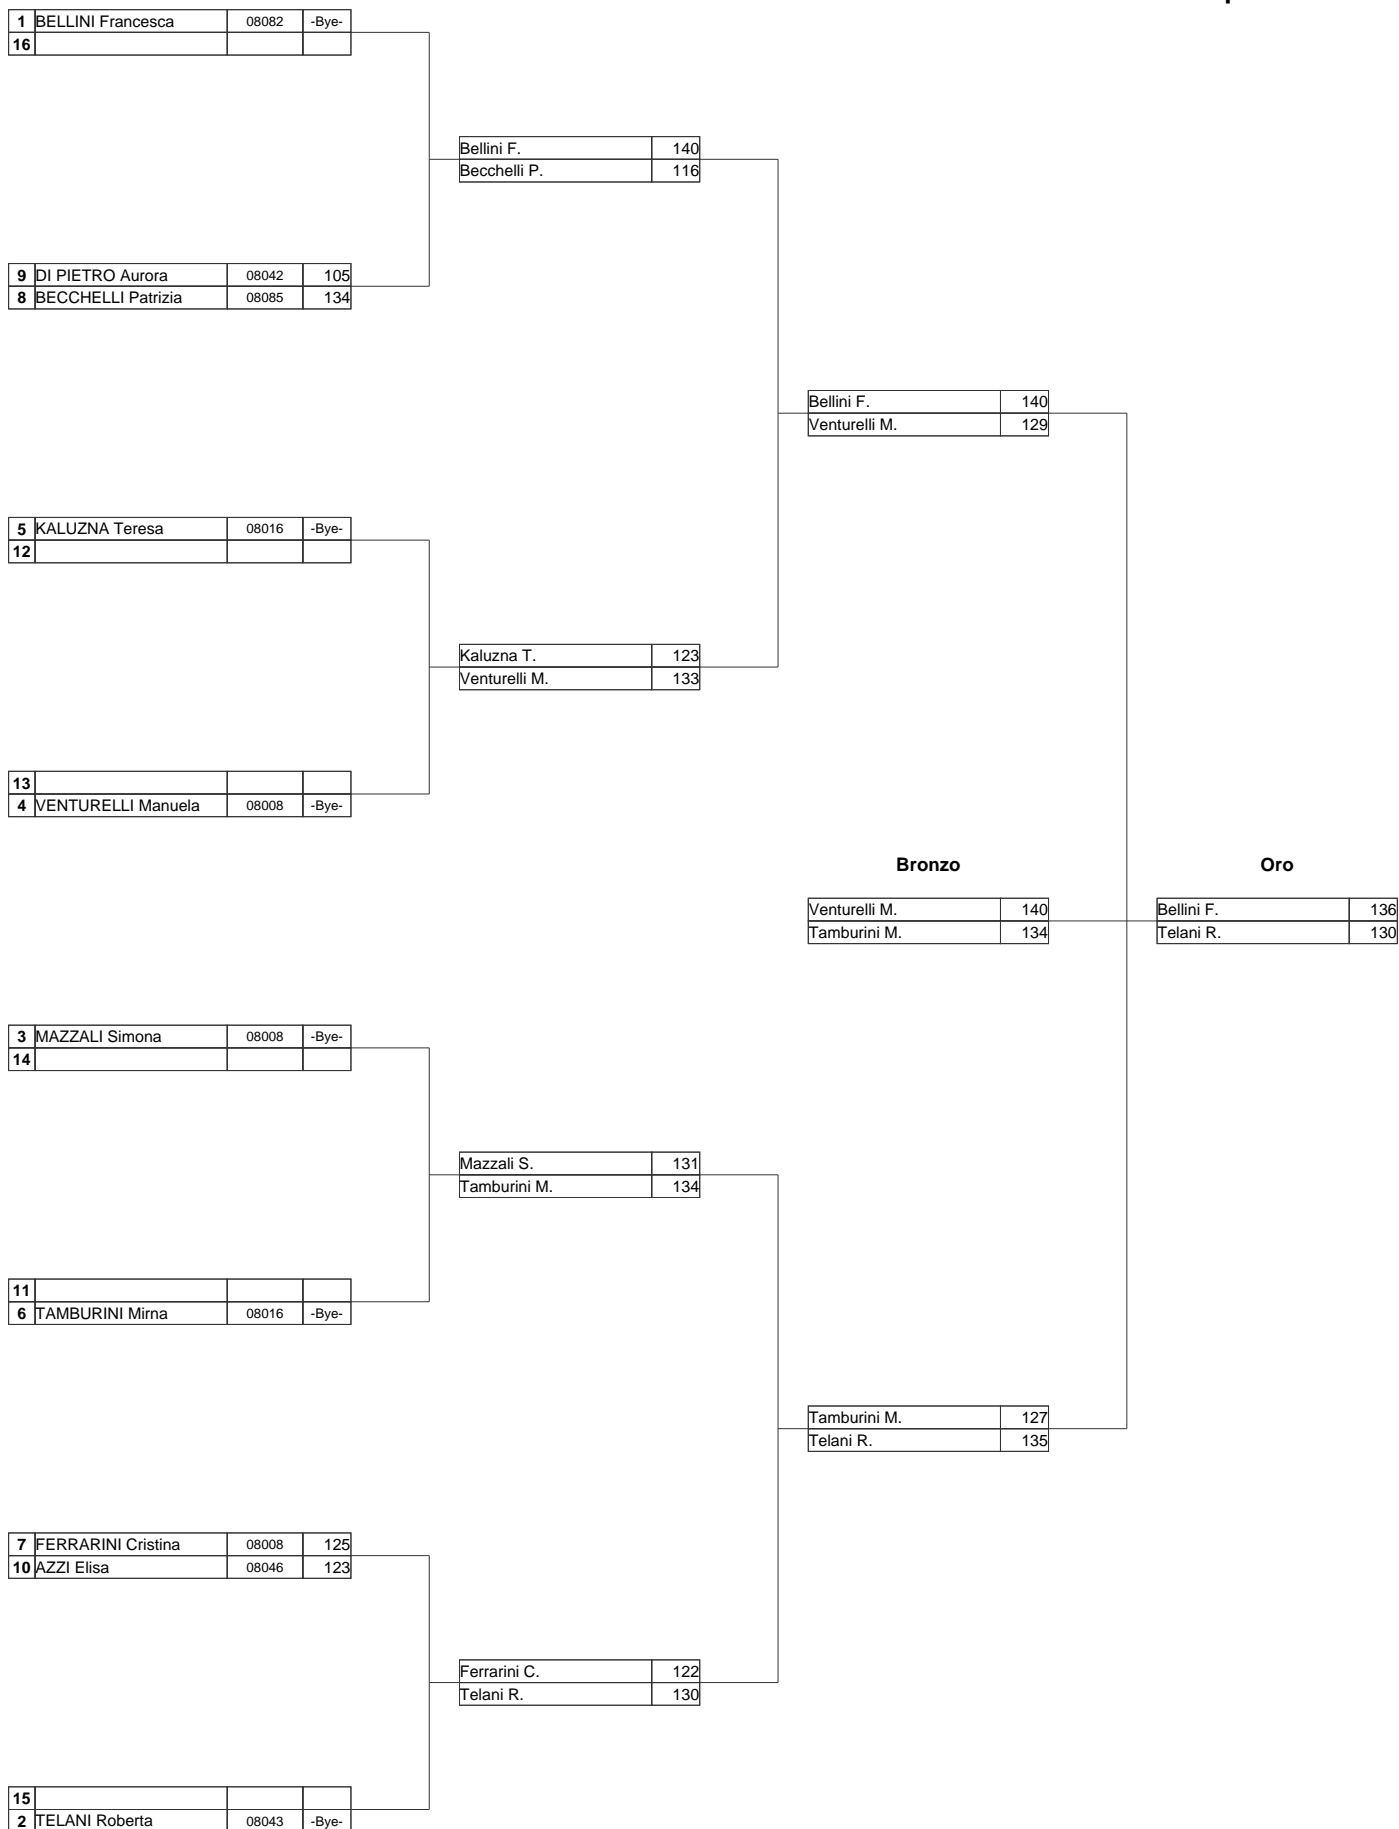 1 BELLINI Francesca 08082 -Bye-
16
Bellini F. 140
Becchelli P. 116
9 DI PIETRO Aurora 08042 105
8 BECCHELLI Patrizia 08085 134
Bellini F. 140
Venturelli M. 129
5 KALUZNA Teresa 08016 -Bye-
12
Kaluzna T. 123
Venturelli M. 133
13
4 VENTURELLI Manuela 08008 -Bye-
Bronzo Oro
Venturelli M. 140 Bellini F. 136
Tamburini M. 134 Telani R. 130
3 MAZZALI Simona 08008 -Bye-
14
Mazzali S. 131
Tamburini M. 134
11
6 TAMBURINI Mirna 08016 -Bye-
Tamburini M. 127
Telani R. 135
7 FERRARINI Cristina 08008 125
10 AZZI Elisa 08046 123
Ferrarini C. 122
Telani R. 130
15
2 TELANI Roberta 08043 -Bye-